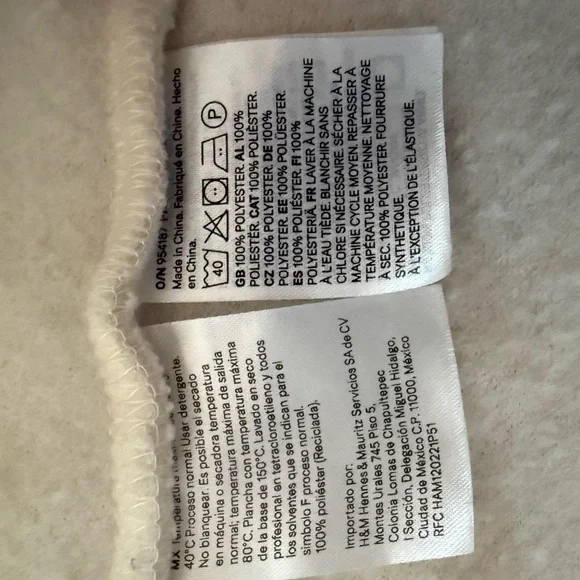 O/N 954187
Made in China. Fabriqué en Chine. Hecho
en China.
40
P
GB 100% POLYESTER. AL 100%
POLIESTËR. CAT 100% POLIÈSTER.
CZ 100% POLYESTER. DE 100%
POLYESTER. EE 100% POLÜESTER.
ES 100% POLIÉSTER. FI 100%
POLYESTERIÄ. FR LAVER À LA MACHINE
À L'EAU TIÈDE. BLANCHIR SANS
CHLORE SI NÉCESSAIRE. SÉCHER À LA
MACHINE CYCLE MOYEN. REPASSER À
TEMPÉRATURE MOYENNE. NETTOYAGE
À SEC. 100% POLYESTER. FOURRURE
SYNTHETIQUE.
À L'EXCEPTION DE L'ÉLASTIQUE.
MX Temperatura
40°C Proceso normal Usar detergente.
No blanquear. Es posible el secado
en máquina o secadora temperatura
normal; temperatura máxima de salida
80°C. Plancha con temperatura máxima
de la base de 150°C. Lavado en seco
profesional en tetracloroetileno y todos
los solventes que se indican para el
símbolo F proceso normal.
100% poliéster (Reciclada).
Importado por:
H&M Hennes & Mauritz Servicios SA de CV
Montes Urales 745 Piso 5,
Colonia Lomas de Chapultepec
I Sección, Delegación Miguel Hidalgo,
Ciudad de México C.P. 11000, México
RFC HAM120221P51